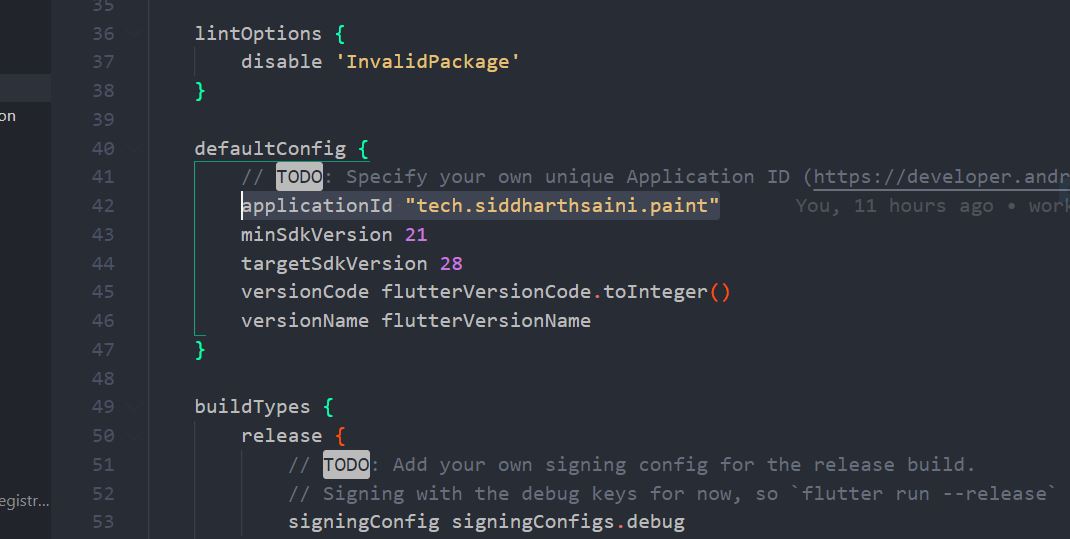 35
36 lintOptions {
37 disable 'InvalidPackage'
38 }
on
39
40 defaultConfig {
41 // TODO: Specify your own unique Application ID (https://developer.andr
42 applicationId "tech.siddharthsaini.paint" You, 11 hours ago • work
43 minSdkVersion 21
44 targetSdkVersion 28
45 versionCode flutterVersionCode.toInteger()
46 versionName flutterVersionName
47 }
48
49 buildTypes {
50 release {
51 // TODO: Add your own signing config for the release build.
52 // Signing with the debug keys for now, so `flutter run --release`
egistr...
53 signingConfig signingConfigs.debug